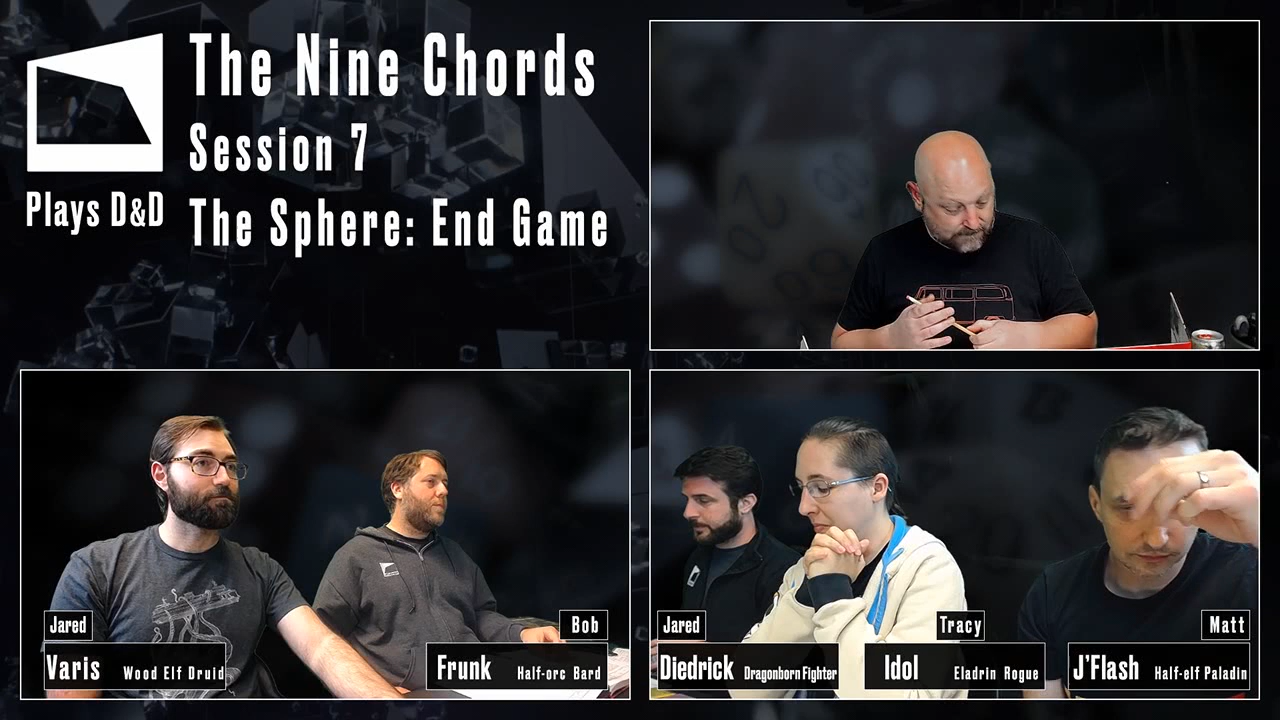 The Nine Chords
Session 7
Plays D&D
The Sphere: End Game
Jared
Varis Wood Elf Druid
Bob
Frunk Half-orc Bard
Jared
Diedrick Dragonborn Fighter
Tracy
Idol Eladrin Rogue
Matt
J'Flash Half-elf Paladin